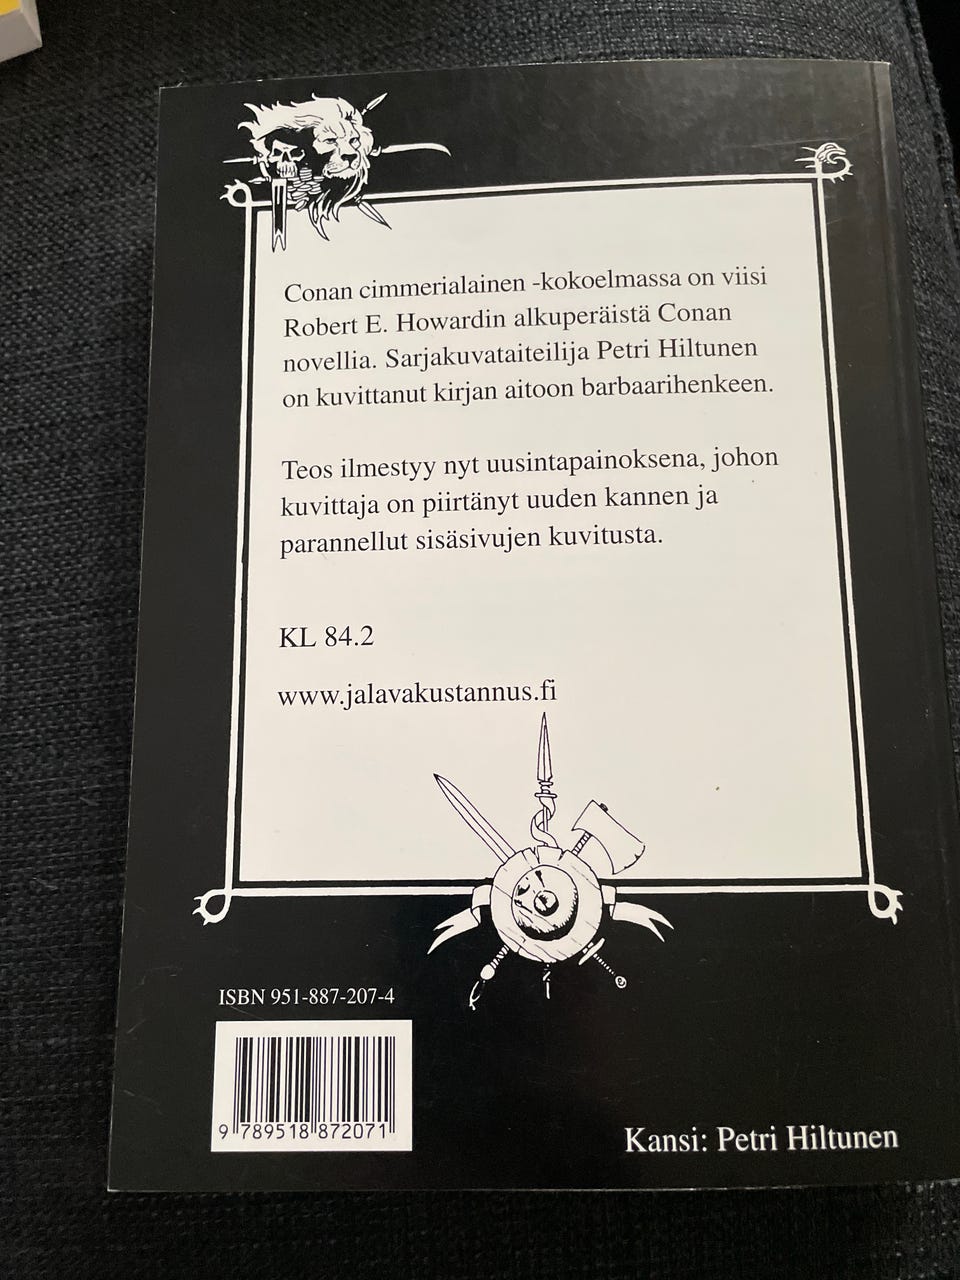 Conan cimmerialainen -kokoelmassa on viisi
Robert E. Howardin alkuperäistä Conan
novellia. Sarjakuvataiteilija Petri Hiltunen
on kuvittanut kirjan aitoon barbaarihenkeen.
Teos ilmestyy nyt uusintapainoksena, johon
kuvittaja on piirtänyt uuden kannen ja
parannellut sisäsivujen kuvitusta.
KL 84.2
www.jalavakustannus.fi
ISBN 951-887-207-4
9 789518 872071
Kansi: Petri Hiltunen